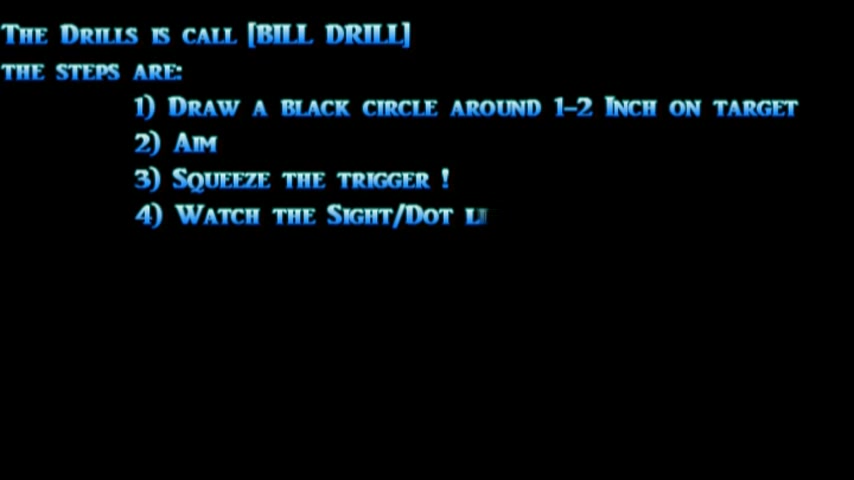 The Drills is call [BILL DRILL]
the steps are:
1) Draw a black circle around 1-2 Inch on target
2) Aim
3) Squeeze the trigger !
4) Watch the Sight/Dot